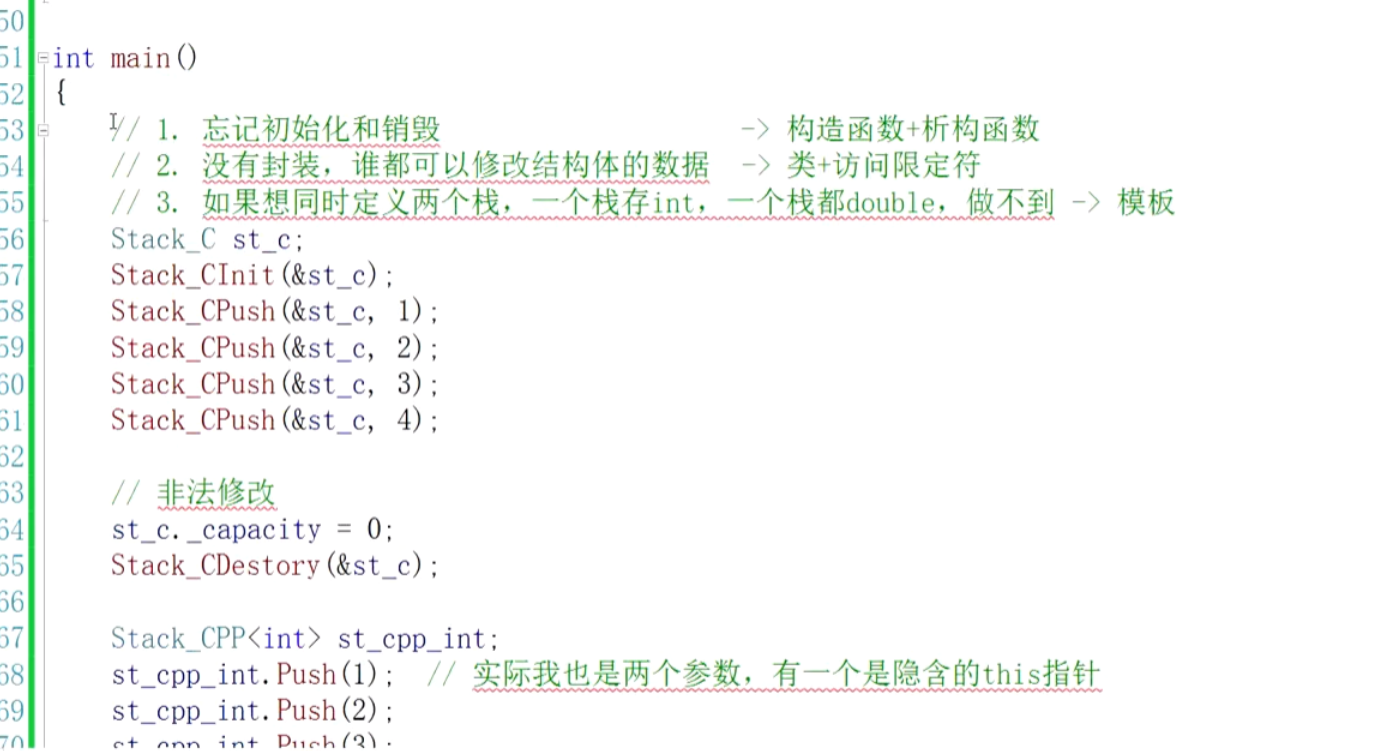 50
51 int main()
52 {
53 // 1. 忘记初始化和销毁 -> 构造函数+析构函数
54 // 2. 没有封装，谁都可以修改结构体的数据 -> 类+访问限定符
55 // 3. 如果想同时定义两个栈，一个栈存int，一个栈都double，做不到 -> 模板
56 Stack_C st_c;
57 Stack_CInit(&st_c);
58 Stack_CPush(&st_c, 1);
59 Stack_CPush(&st_c, 2);
60 Stack_CPush(&st_c, 3);
61 Stack_CPush(&st_c, 4);
62
63 // 非法修改
64 st_c._capacity = 0;
65 Stack_CDestory(&st_c);
66
67 Stack_CPP<int> st_cpp_int;
68 st_cpp_int.Push(1); // 实际我也是两个参数，有一个是隐含的this指针
69 st_cpp_int.Push(2);
70 st_cpp_int.Push(3);